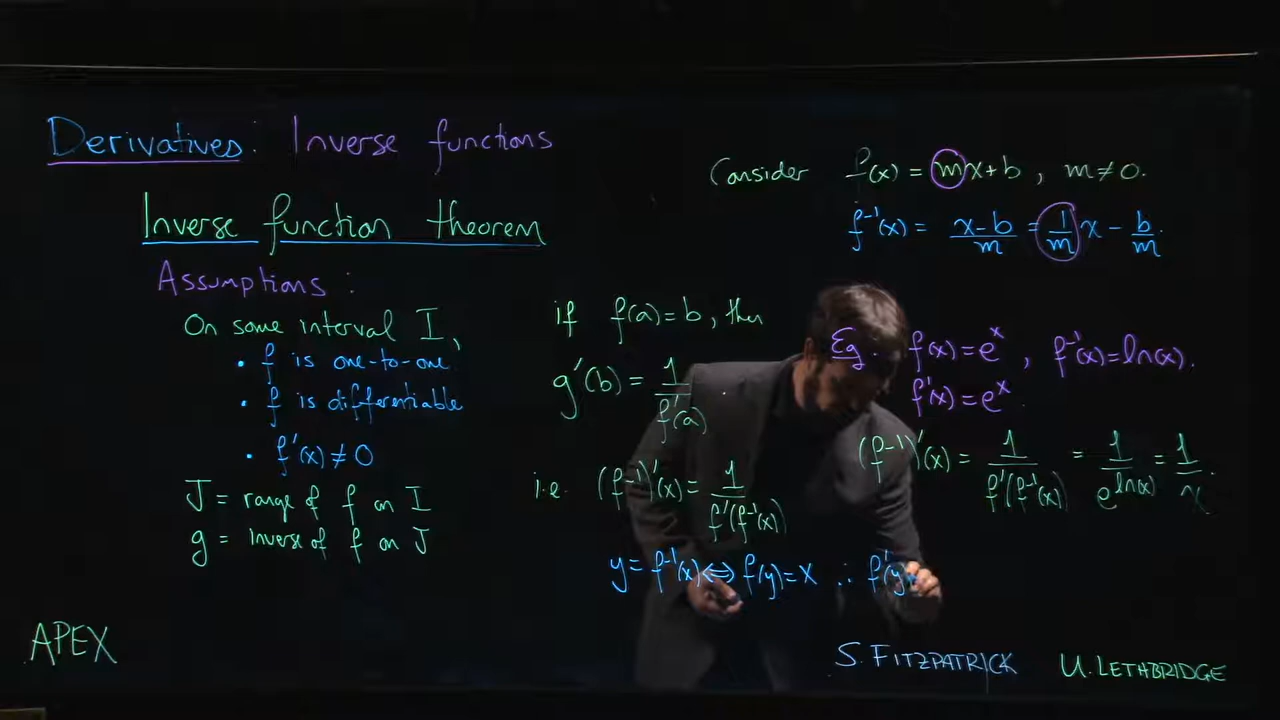 Derivatives: Inverse functions
Inverse function theorem
Assumptions:
On some interval I,
• f is one-to-one
• f is differentiable
• f'(x) ≠ 0
J = range of f on I
g = inverse of f on J
if f(a) = b, then
g'(b) = 1/f'(a).
i.e. (f⁻¹)'(x) = 1/f'(f⁻¹(x))
y = f⁻¹(x) ⇔ f(y) = x ∴ f'(y)
Consider f(x) = mx + b, m ≠ 0.
f⁻¹(x) = (x-b)/m = (1/m)x - b/m.
Eg. f(x) = eˣ, f⁻¹(x) = ln(x).
f'(x) = eˣ.
(f⁻¹)'(x) = 1/f'(f⁻¹(x)) = 1/e^ln(x) = 1/x.
APEX
S. FITZPATRICK U. LETHBRIDGE